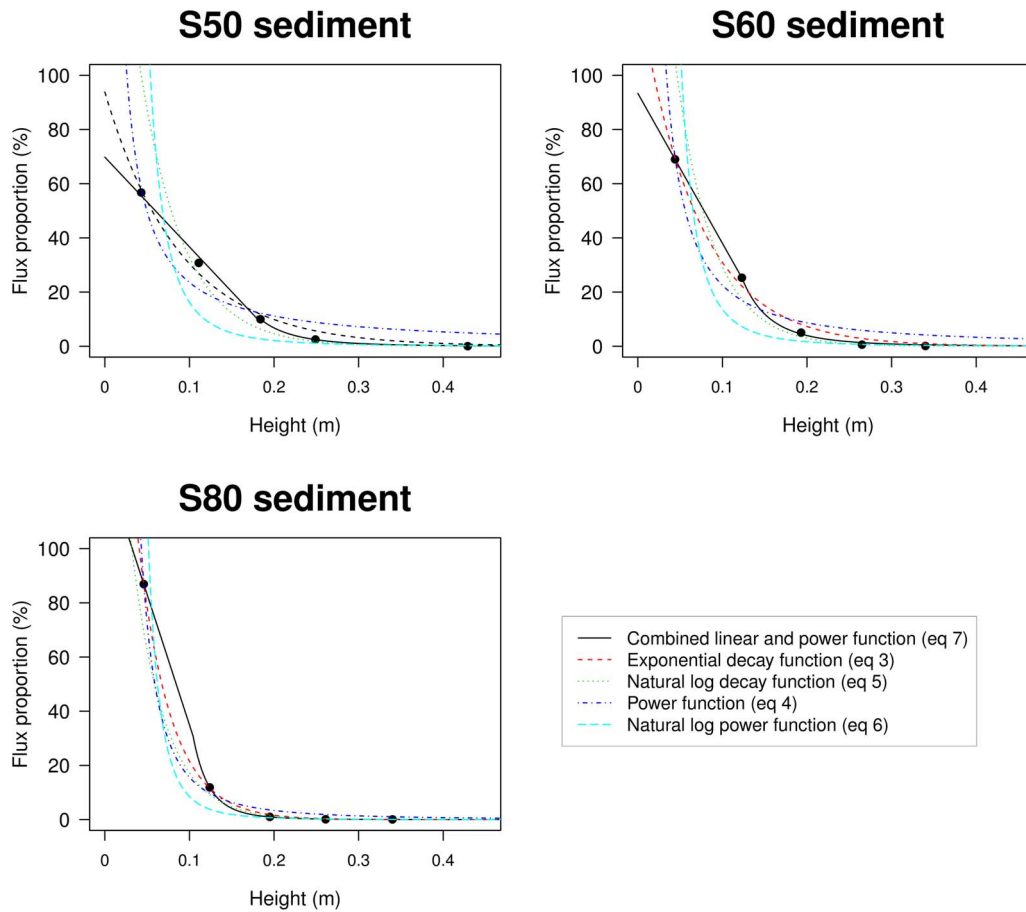 S50 sediment
S60 sediment
Flux proportion (%)
100
80
60
40
20
0
0
0.1
0.2
0.3
0.4
Height (m)
Flux proportion (%)
100
80
60
40
20
0
0
0.1
0.2
0.3
0.4
Height (m)
S80 sediment
Flux proportion (%)
100
80
60
40
20
0
0
0.1
0.2
0.3
0.4
Height (m)
Combined linear and power function (eq 7)
Exponential decay function (eq 3)
Natural log decay function (eq 5)
Power function (eq 4)
Natural log power function (eq 6)